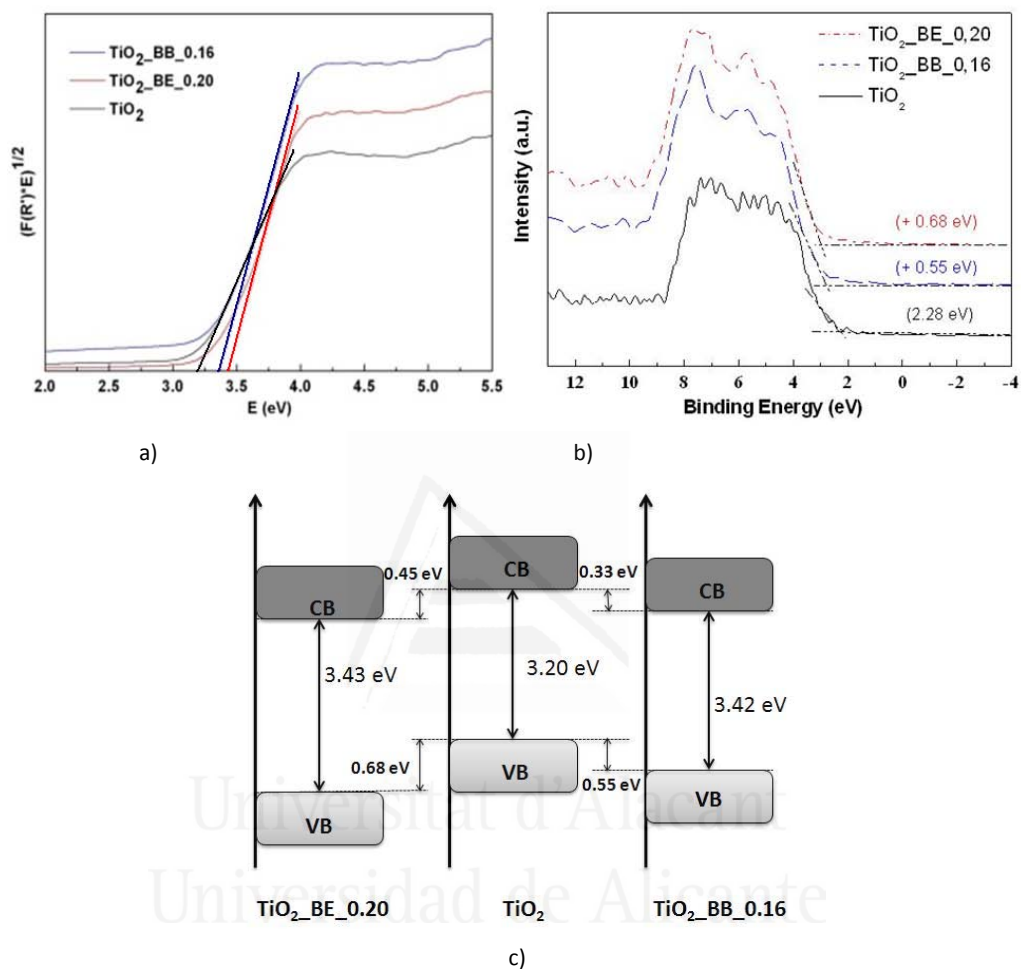 TiO₂_BB_0.16
TiO₂_BE_0.20
TiO₂
(F(R')*E)^1/2
2.0 2.5 3.0 3.5 4.0 4.5 5.0 5.5
E (eV)
a)
TiO₂_BE_0,20
TiO₂_BB_0,16
TiO₂
Intensity (a.u.)
(+ 0.68 eV)
(+ 0.55 eV)
(2.28 eV)
12 10 8 6 4 2 0 -2 -4
Binding Energy (eV)
b)
CB
0.45 eV
CB
0.33 eV
CB
3.43 eV
3.20 eV
3.42 eV
0.68 eV
VB
0.55 eV
VB
VB
Universitat d'Alacant
Universidad de Alicante
TiO₂_BE_0.20
TiO₂
TiO₂_BB_0.16
c)